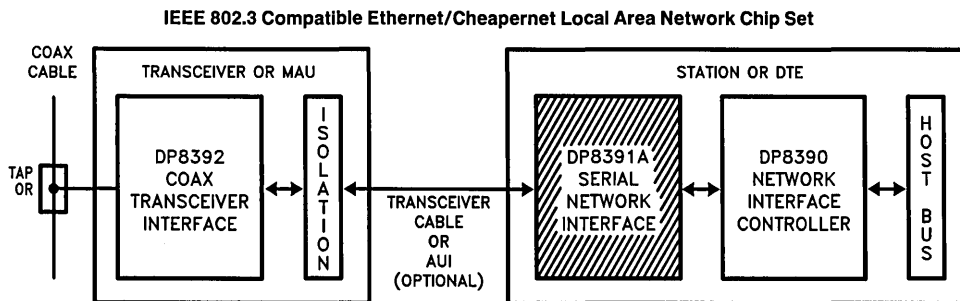 IEEE 802.3 Compatible Ethernet/Cheapernet Local Area Network Chip Set
COAX
CABLE
TAP
OR
TRANSCEIVER OR MAU
DP8392
COAX
TRANSCEIVER
INTERFACE
ISOLATION
TRANSCEIVER
CABLE
OR
AUI
(OPTIONAL)
STATION OR DTE
DP8391A
SERIAL
NETWORK
INTERFACE
DP8390
NETWORK
INTERFACE
CONTROLLER
HOST BUS